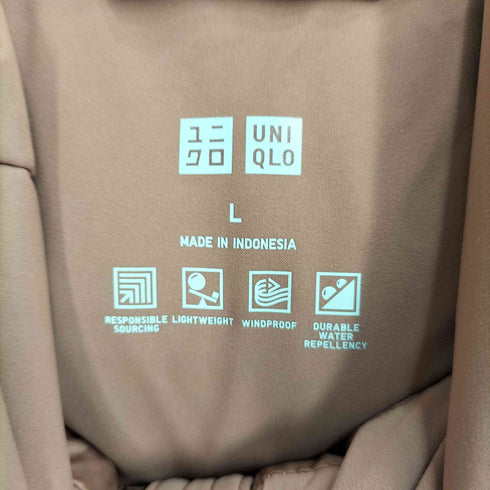 ユニ UNI
クロ QLO
L
MADE IN INDONESIA
RESPONSIBLE SOURCING
LIGHTWEIGHT
WINDPROOF
DURABLE WATER REPELLENCY